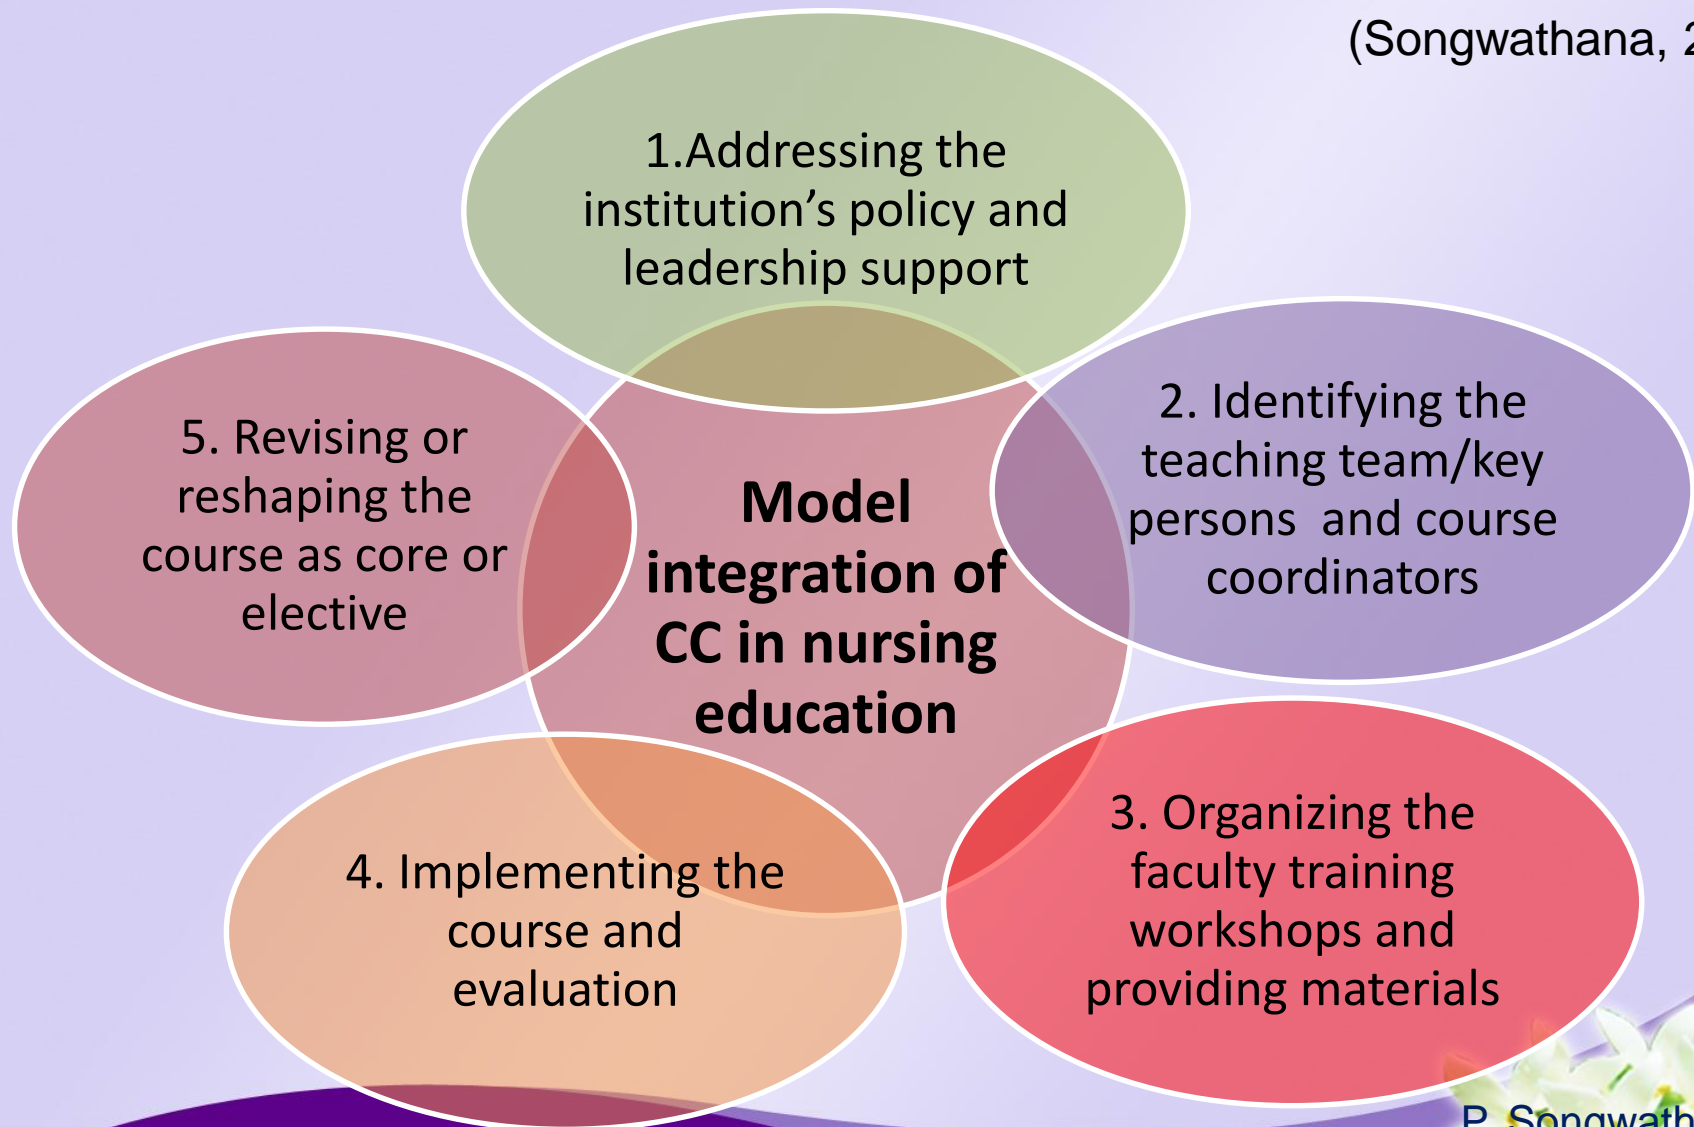 (Songwathana, 2
1.Addressing the
institution’s policy and
leadership support
2. Identifying the
teaching team/key
persons  and course
coordinators
3. Organizing the
faculty training
workshops and
providing materials
4. Implementing the
course and
evaluation
5. Revising or
reshaping the
course as core or
elective
Model
integration of
CC in nursing
education
P. Songwath